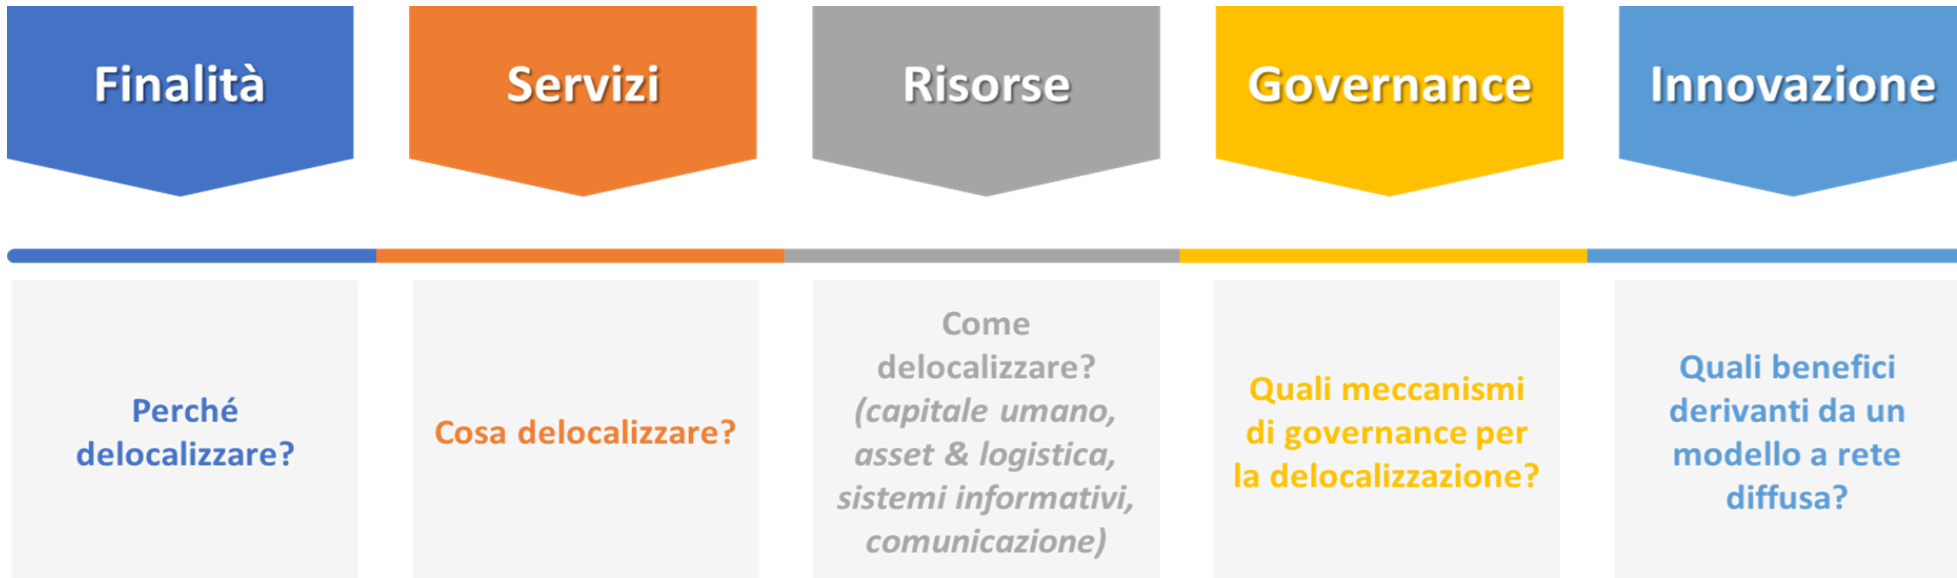 Finalità
Servizi
Risorse
Governance
Innovazione
Perché
delocalizzare?
Cosa delocalizzare?
Come
delocalizzare?
(capitale umano,
asset & logistica,
sistemi informativi,
comunicazione)
Quali meccanismi
di governance per
la delocalizzazione?
Quali benefici
derivanti da un
modello a rete
diffusa?